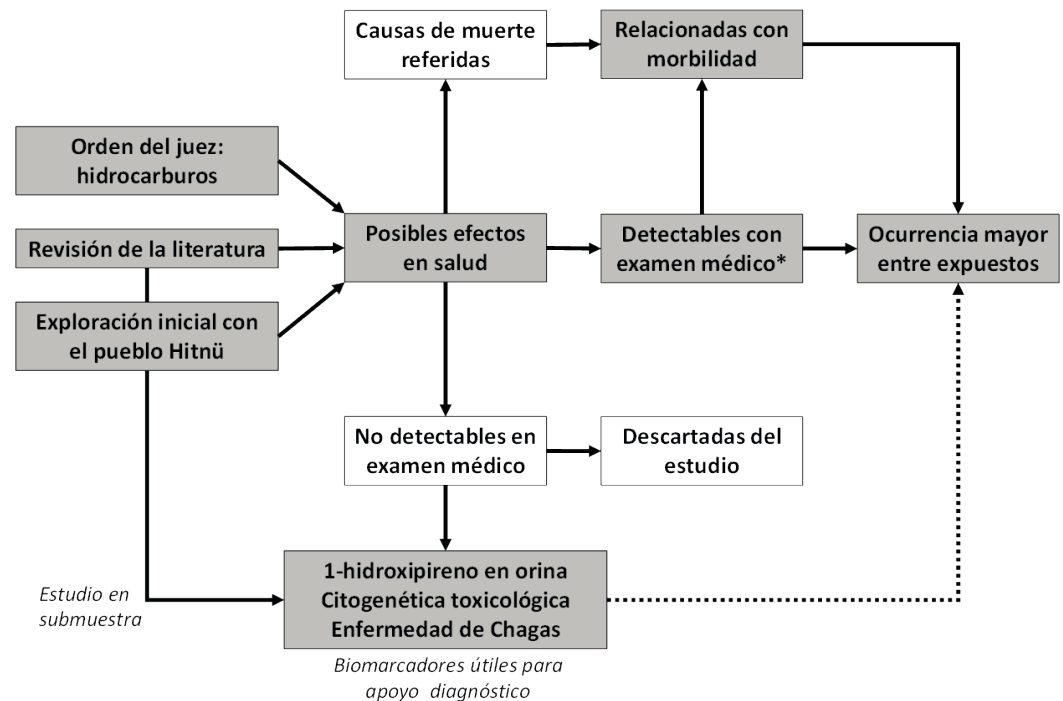 Causas de muerte
referidas
Relacionadas con
morbilidad
Orden del juez:
hidrocarburos
Revisión de la literatura
Exploración inicial con
el pueblo Hitnü
Posibles efectos
en salud
Detectables con
examen médico*
Ocurrencia mayor
entre expuestos
No detectables en
examen médico
Descartadas del
estudio
Estudio en
submuestra
1-hidroxipireno en orina
Citogenética toxicológica
Enfermedad de Chagas
Biomarcadores útiles para
apoyo diagnóstico